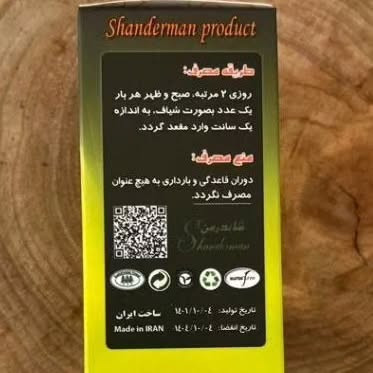 Shanderman product
طریقه مصرف:
روزی ۲ مرتبه، صبح و ظهر هر بار
یک عدد بصورت شیاف، به اندازه
یک سانت وارد مقعد گردد.
منع مصرف:
دوران قاعدگی و بارداری به هیچ عنوان
مصرف نگردد.
شاندرمن
Shanderman
تاریخ تولید: ۱۴۰۱/۱۰/۰۴
ساخت ایران
تاریخ انقضا: ۱۴۰۴/۱۰/۰۴
Made in IRAN